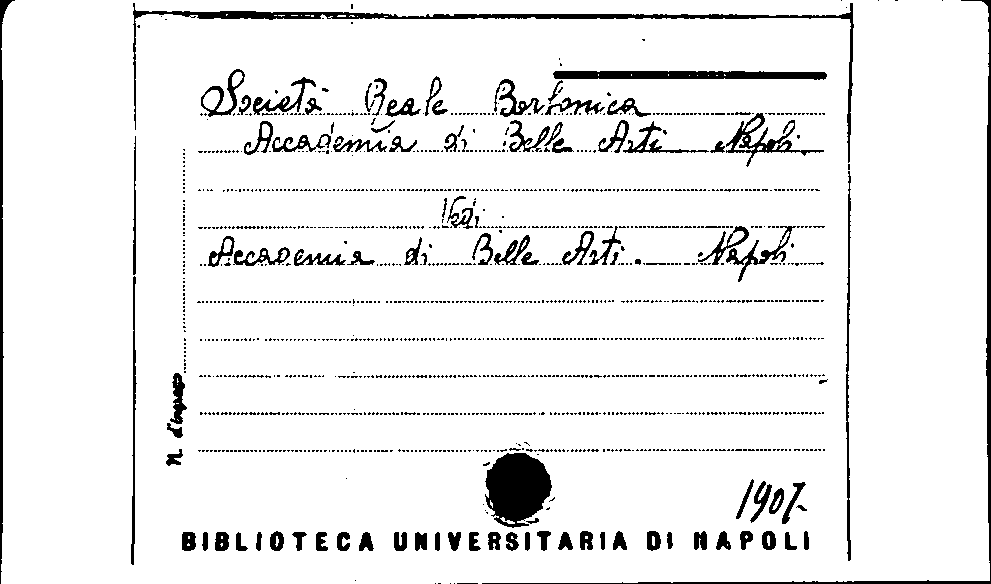 Società Reale Borbonica
Accademia di Belle Arti Napoli.
Vedi:
Accademia di Belle Arti. Napoli
N. d'ingresso
1907-
BIBLIOTECA UNIVERSITARIA DI NAPOLI